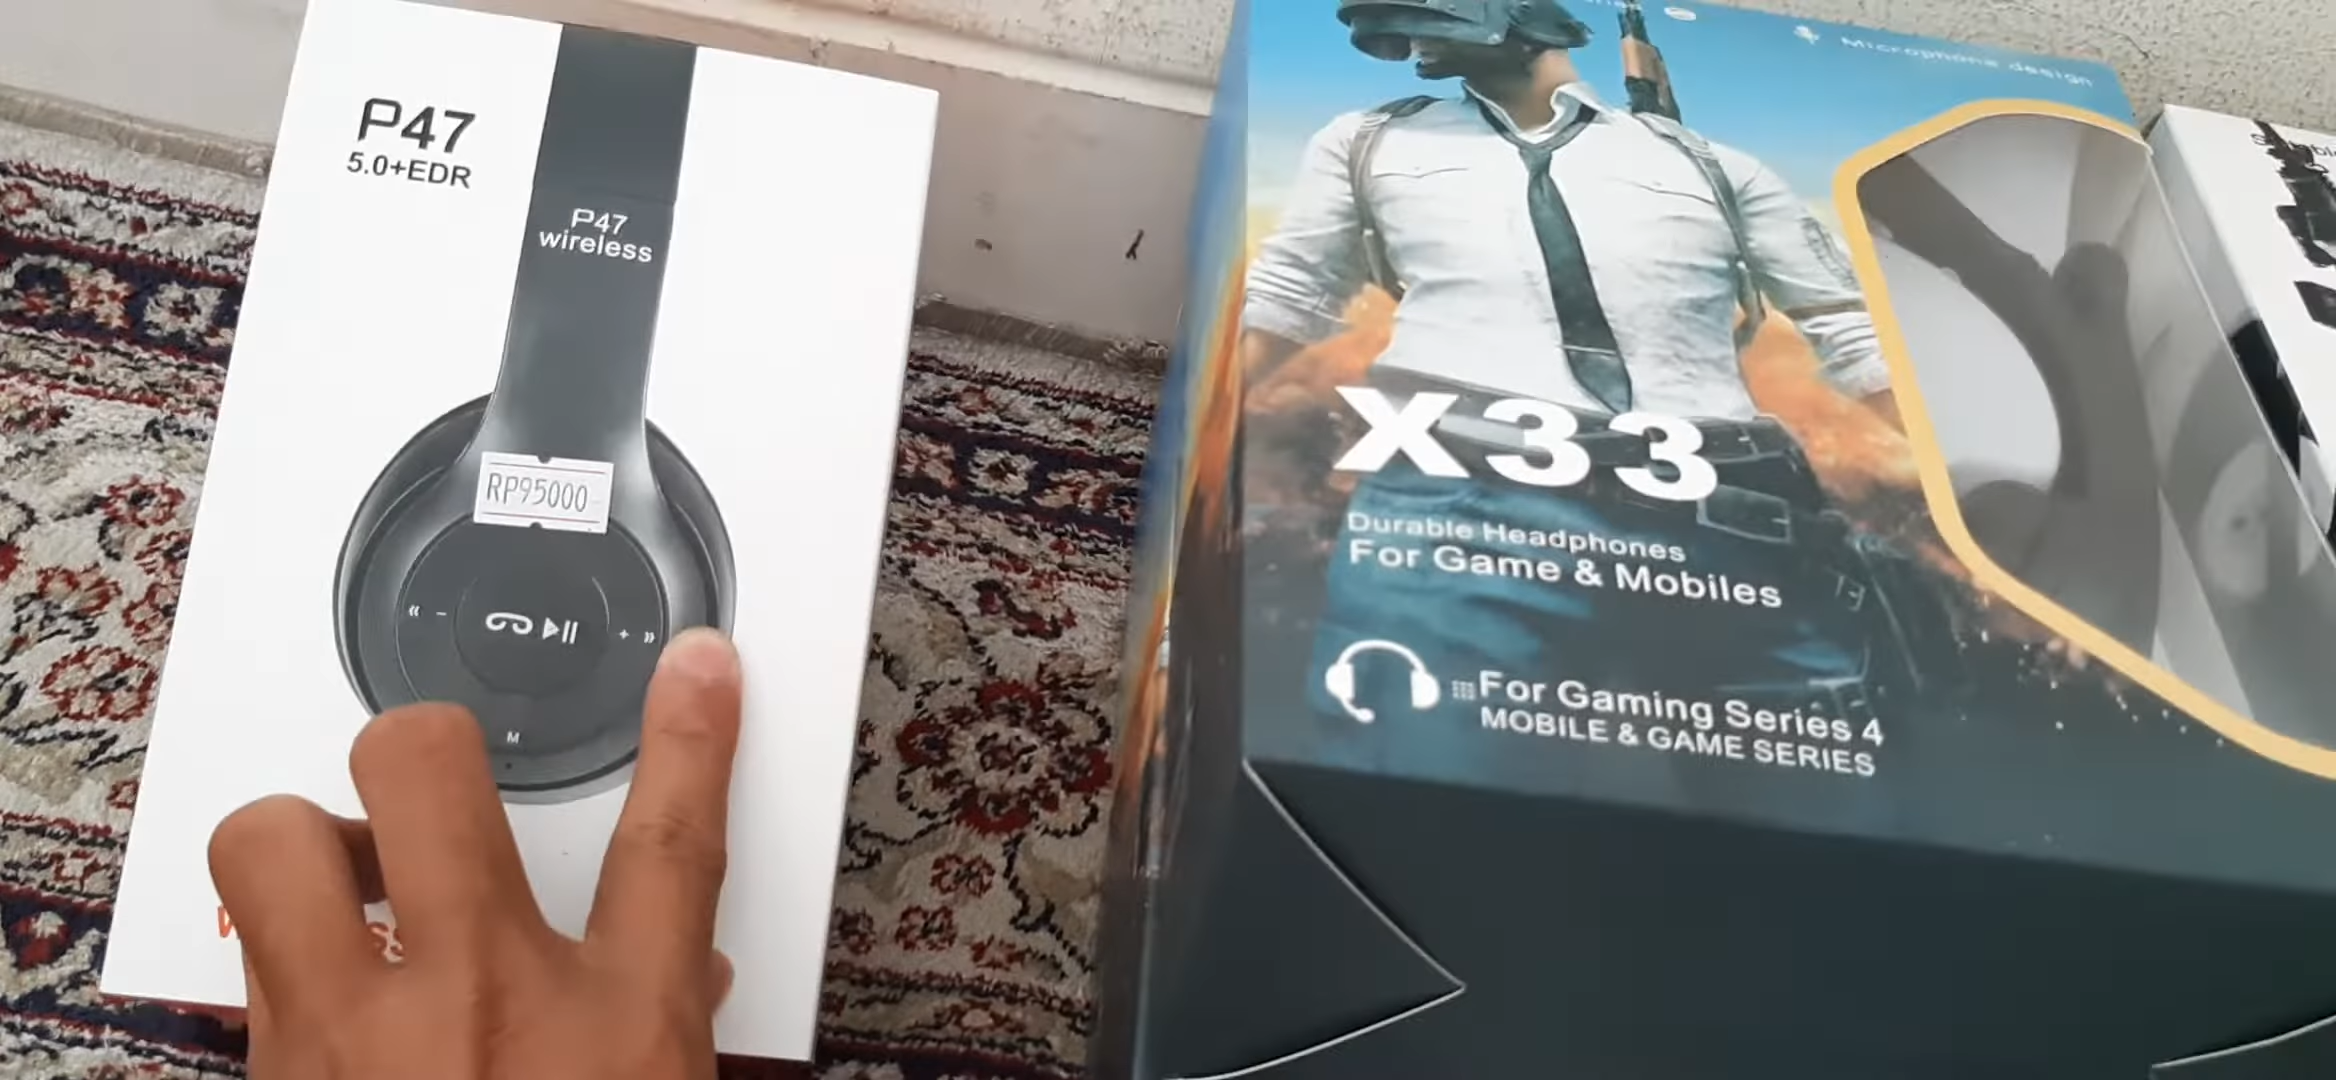 P47
5.0+EDR
P47
wireless
RP95000
M
Microphone design
X33
Durable Headphones
For Game & Mobiles
For Gaming Series 4
MOBILE & GAME SERIES